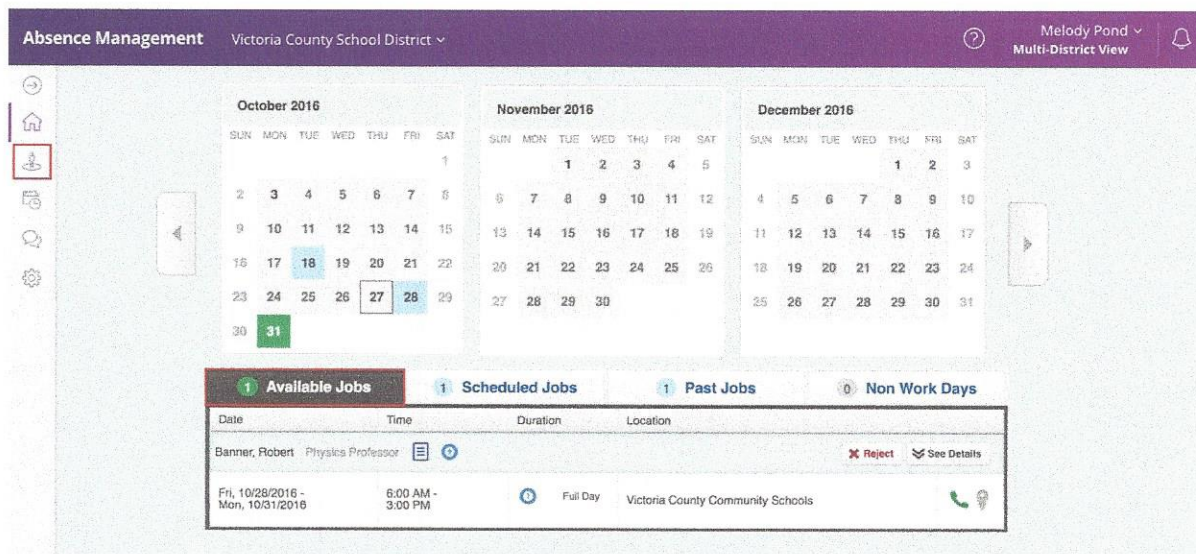 Absence Management Victoria County School District Melody Pond
Multi-District View
October 2016 November 2016 December 2016
SUN MON TUE WED THU FRI SAT SUN MON TUE WED THU FRI SAT SUN MON TUE WED THU FRI SAT
1 1 2 3 4 5 1 2 3
2 3 4 5 6 7 8 6 7 8 9 10 11 12 4 5 6 7 8 9 10
9 10 11 12 13 14 15 13 14 15 16 17 18 19 11 12 13 14 15 16 17
16 17 18 19 20 21 22 20 21 22 23 24 25 26 18 19 20 21 22 23 24
23 24 25 26 27 28 29 27 28 29 30 25 26 27 28 29 30 31
30 31
1 Available Jobs 1 Scheduled Jobs 1 Past Jobs 0 Non Work Days
Date Time Duration Location
Banner, Robert Physics Professor Reject See Details
Fri, 10/28/2016 - 6:00 AM - Full Day Victoria County Community Schools
Mon, 10/31/2016 3:00 PM